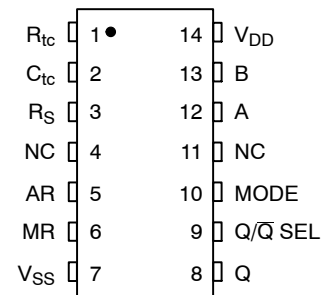 Rtc 1 14 VDD
Ctc 2 13 B
RS 3 12 A
NC 4 11 NC
AR 5 10 MODE
MR 6 9 Q/Q̅ SEL
VSS 7 8 Q